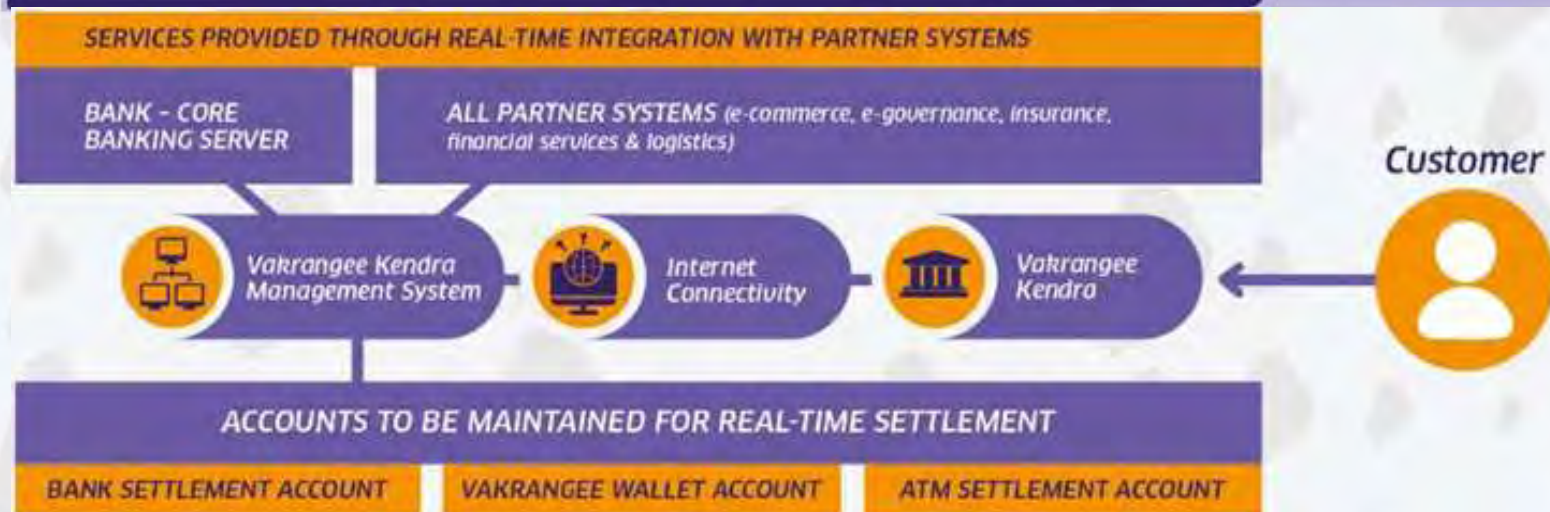 SERVICES PROVIDED THROUGH REAL-TIME INTEGRATION WITH PARTNER SYSTEMS
BANK – CORE
BANKING SERVER
ALL PARTNER SYSTEMS (e-commerce, e-governance, insurance,
financial services & logistics)
Customer
Vakrangee Kendra
Management System
Internet
Connectivity
Vakrangee
Kendra
ACCOUNTS TO BE MAINTAINED FOR REAL-TIME SETTLEMENT
BANK SETTLEMENT ACCOUNT
VAKRANGEE WALLET ACCOUNT
ATM SETTLEMENT ACCOUNT